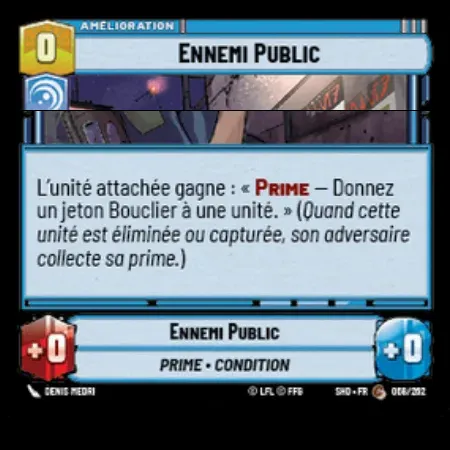 AMÉLIORATION
0
ENNEMI PUBLIC
L'unité attachée gagne : « PRIME — Donnez
un jeton Bouclier à une unité. » (Quand cette
unité est éliminée ou capturée, son adversaire
collecte sa prime.)
+0
ENNEMI PUBLIC
+0
PRIME • CONDITION
DENIS MEDRI
© LFL © FFG
SHD • FR
066/262